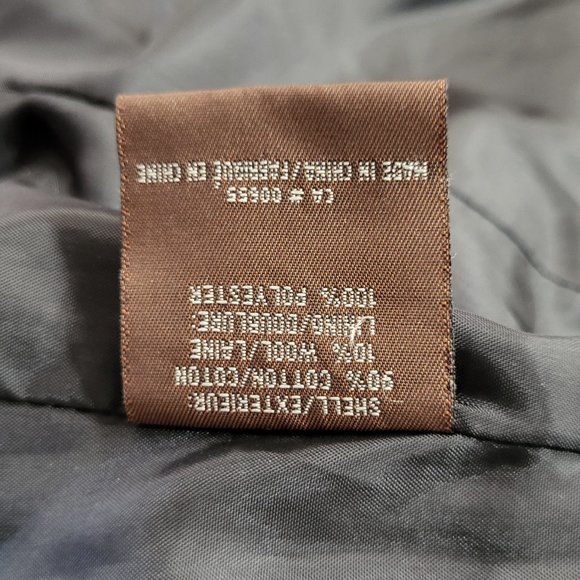 SHELL/EXTERIEUR:
90% COTTON/COTON
10% WOOL/LAINE
LINING/DOUBLURE:
100% POLYESTER
CA # 00555
MADE IN CHINA/FABRIQUÉ EN CHINE